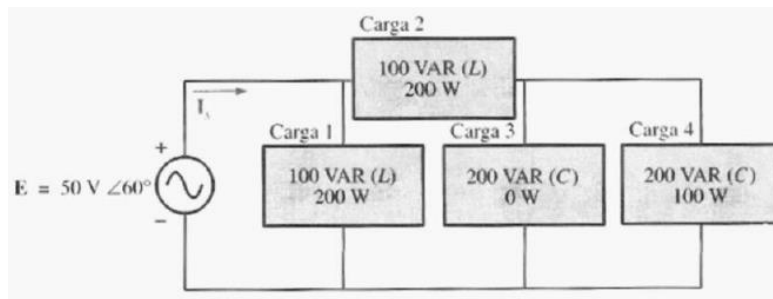 Carga 2
100 VAR (L)
200 W
I_s
Carga 1
Carga 3
Carga 4
+
E = 50 V ∠60°
−
100 VAR (L)
200 W
200 VAR (C)
0 W
200 VAR (C)
100 W